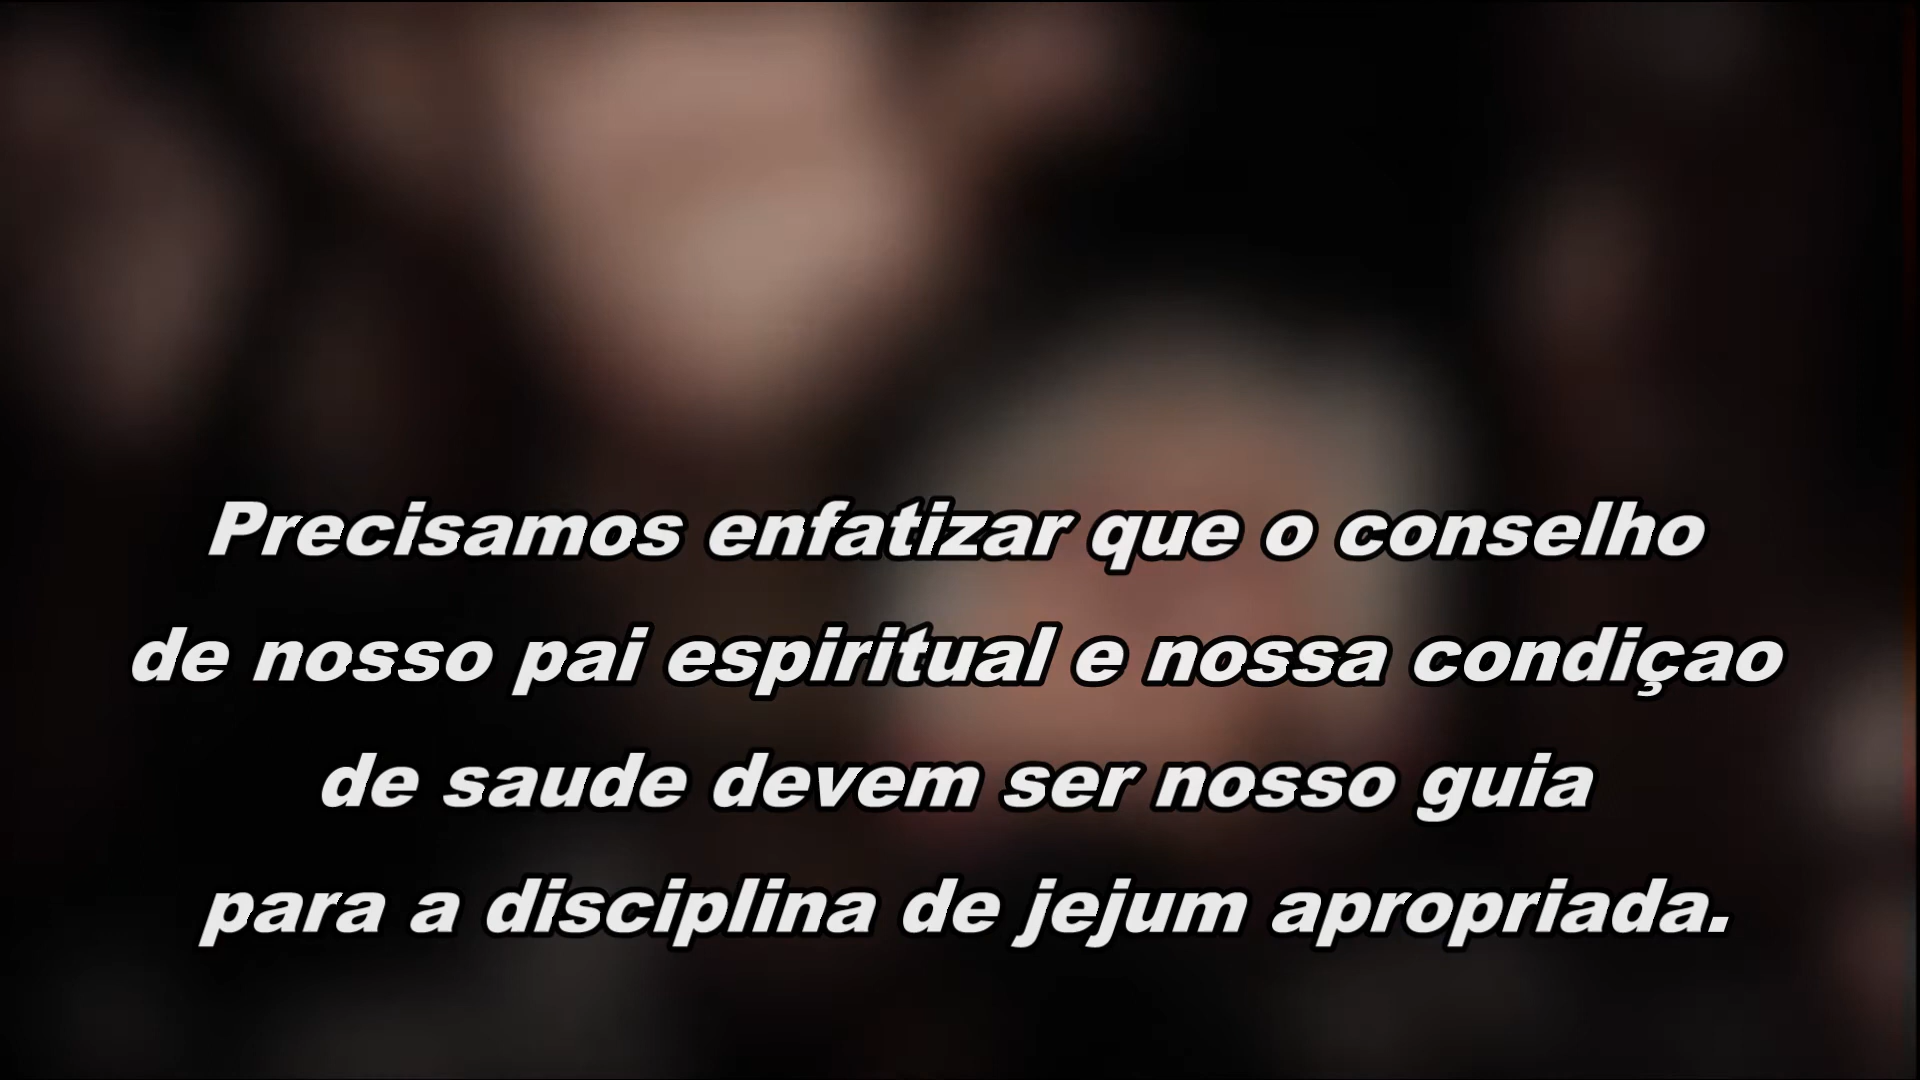 Precisamos enfatizar que o conselho
de nosso pai espiritual e nossa condiçao
de saude devem ser nosso guia
para a disciplina de jejum apropriada.